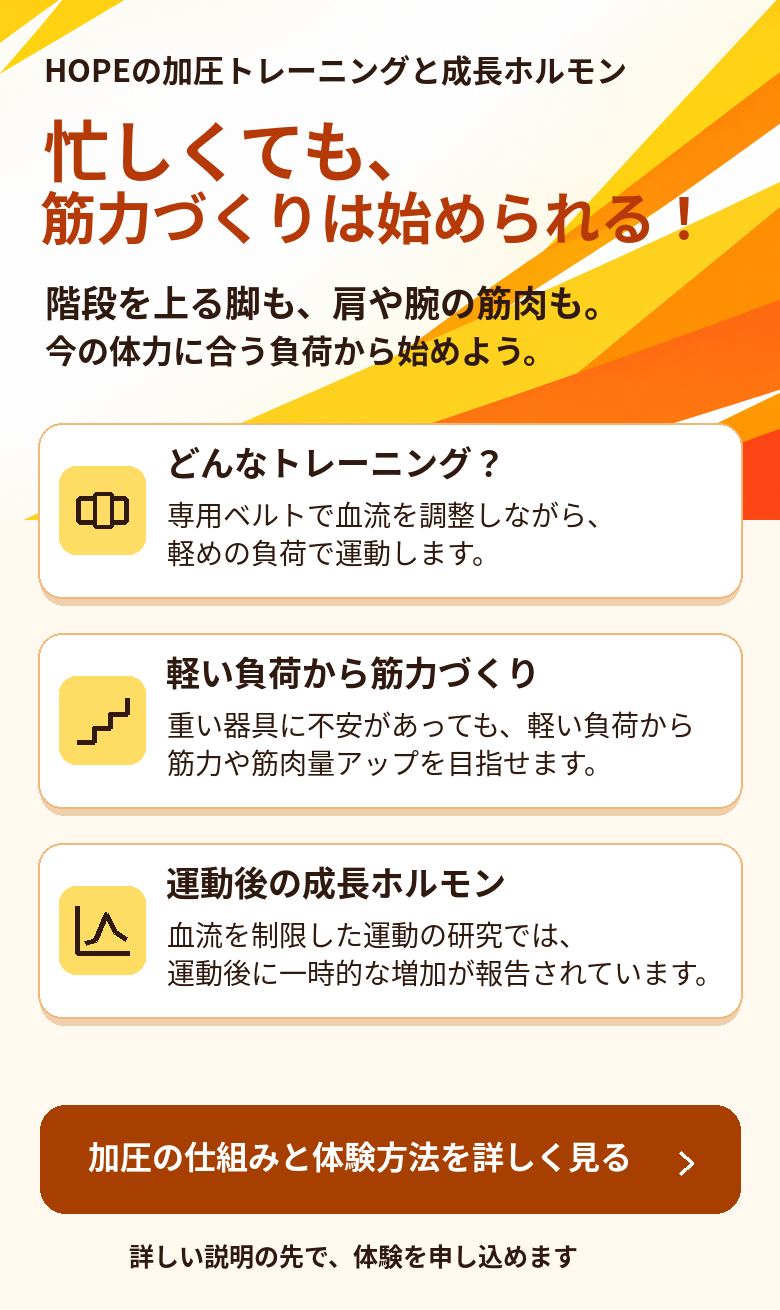 HOPEの加圧トレーニングと成長ホルモン
忙しくても、
筋力づくりは始められる！
階段を上る脚も、肩や腕の筋肉も。
今の体力に合う負荷から始めよう。
どんなトレーニング？
専用ベルトで血流を調整しながら、
軽めの負荷で運動します。
軽い負荷から筋力づくり
重い器具に不安があっても、軽い負荷から
筋力や筋肉量アップを目指せます。
運動後の成長ホルモン
血流を制限した運動の研究では、
運動後に一時的な増加が報告されています。
加圧の仕組みと体験方法を詳しく見る
詳しい説明の先で、体験を申し込めます